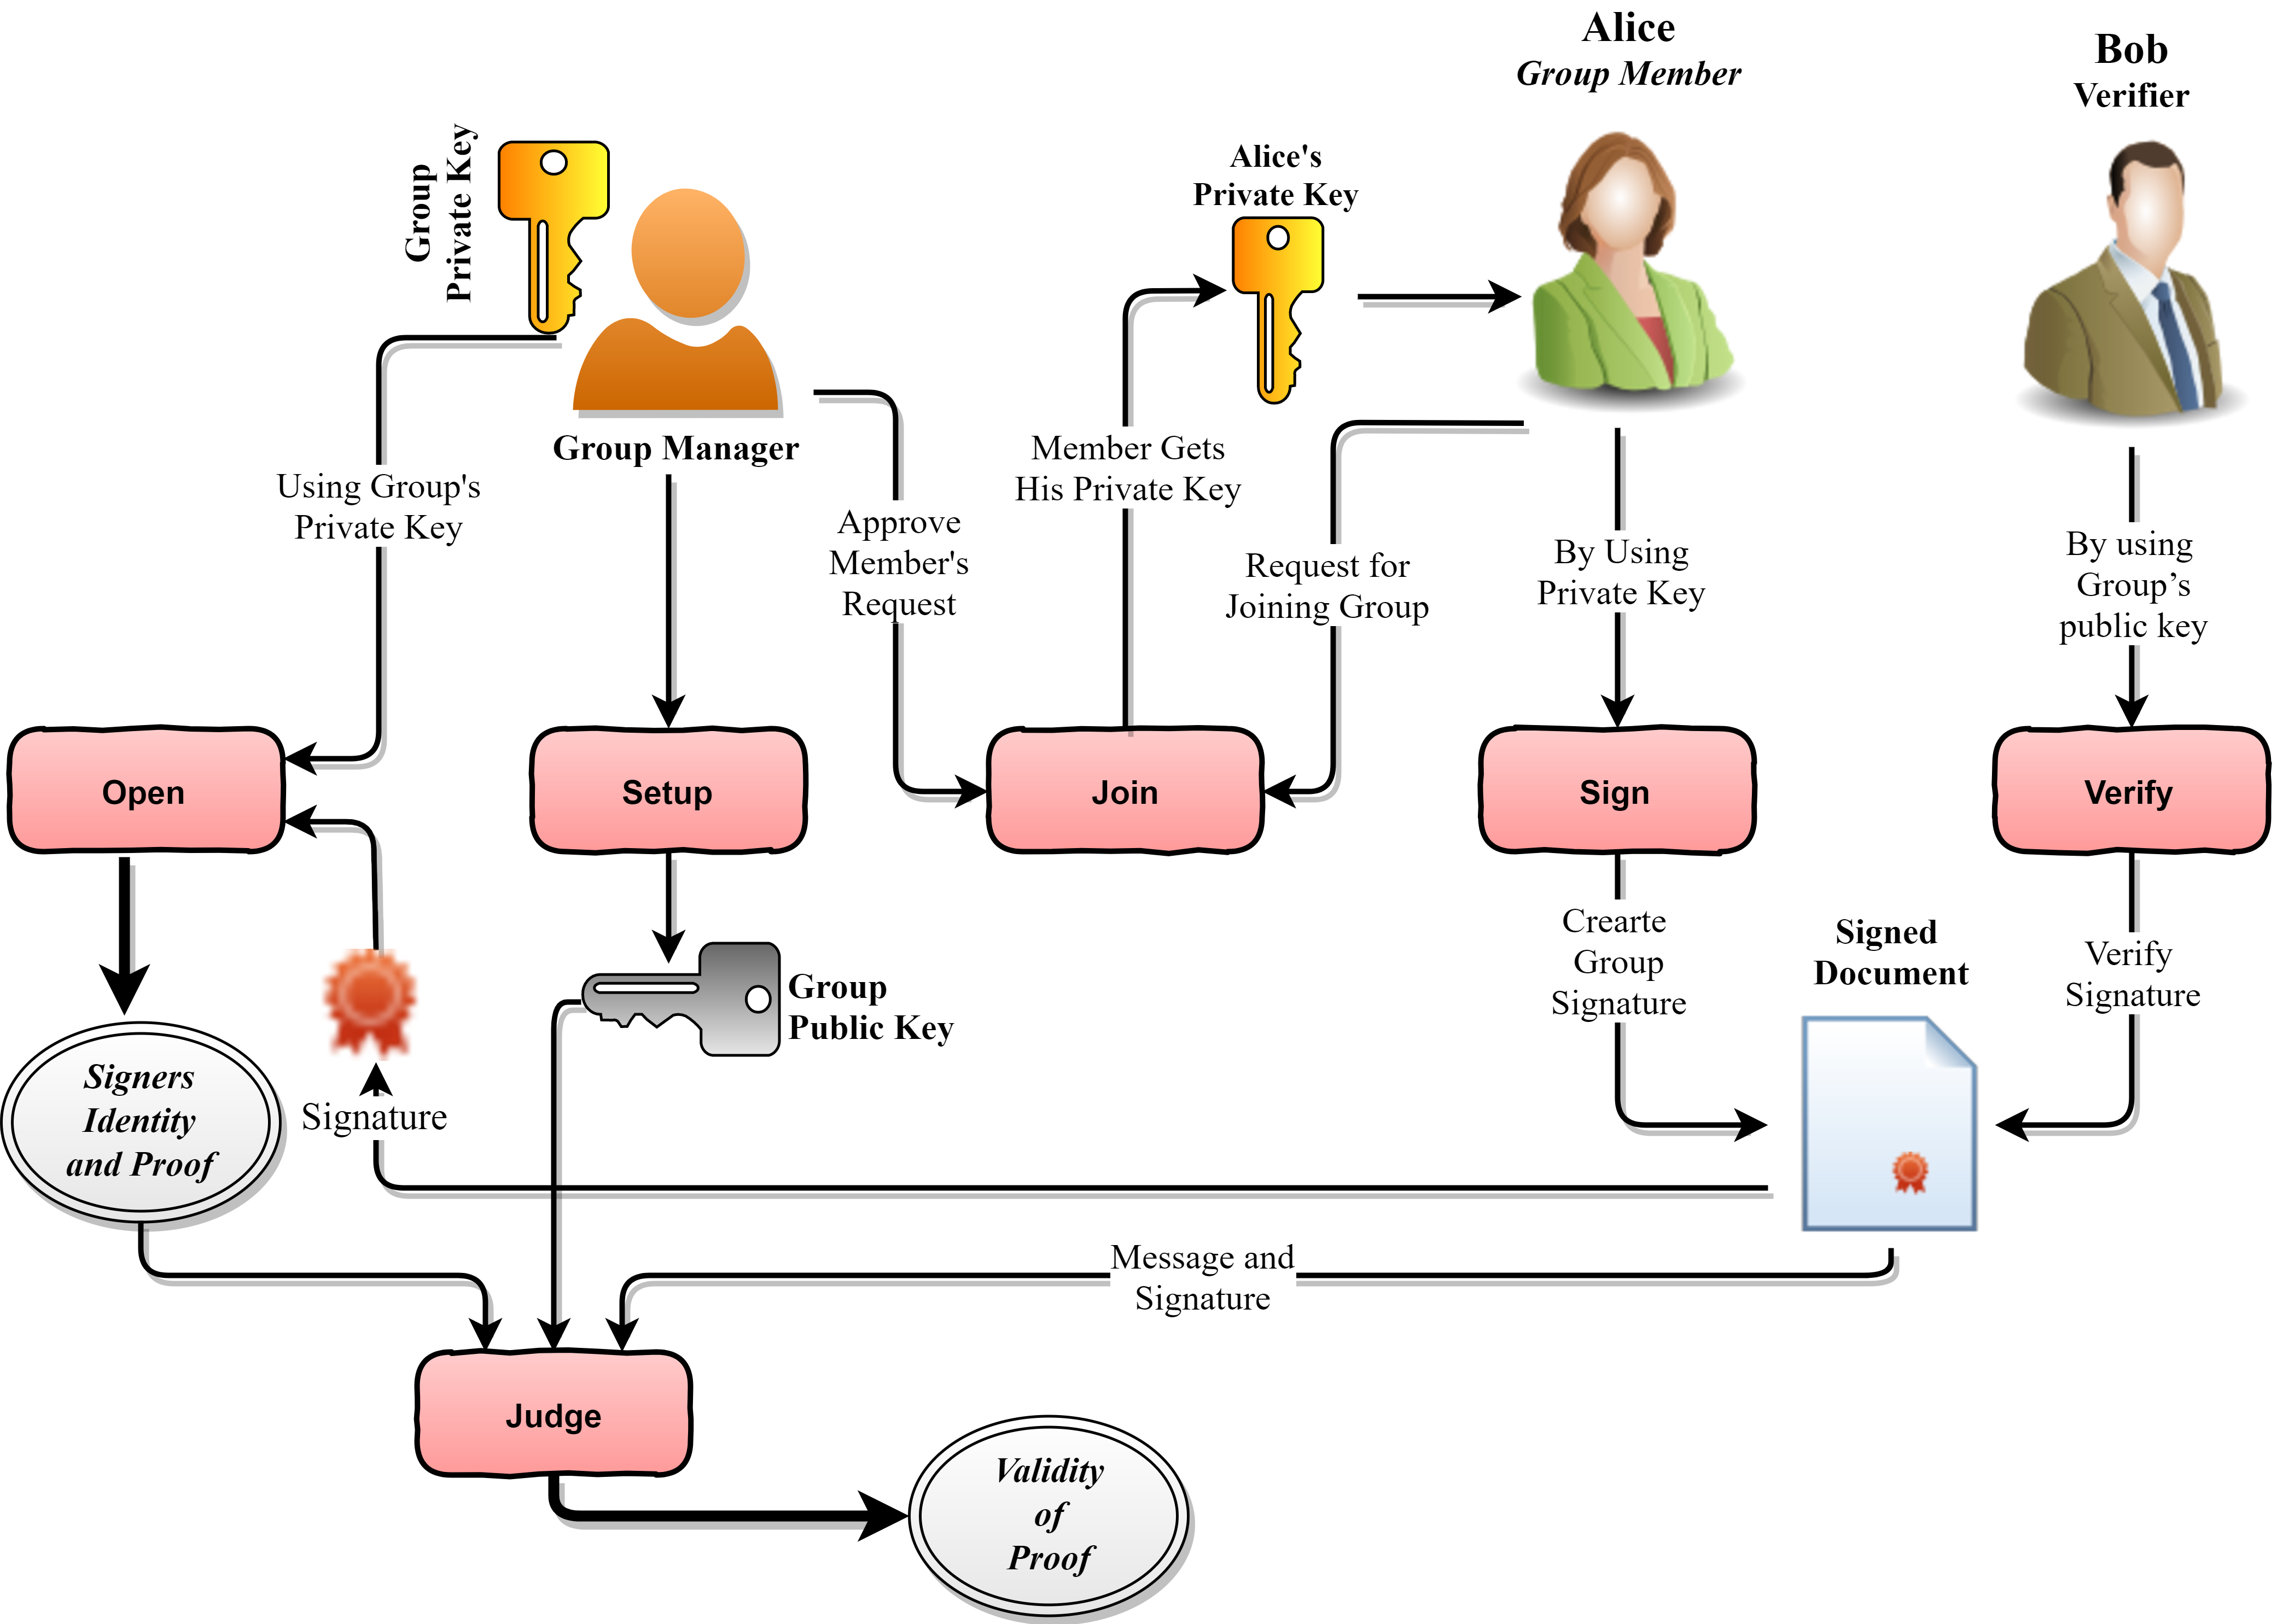 Alice
Group Member
Bob
Verifier
Group
Private Key
Alice's
Private Key
Group Manager
Using Group's
Private Key
Approve
Member's
Request
Member Gets
His Private Key
Request for
Joining Group
By Using
Private Key
By using
Group’s
public key
Open
Setup
Join
Sign
Verify
Crearte
Group
Signature
Signed
Document
Verify
Signature
Group
Public Key
Signers
Identity
and Proof
Signature
Message and
Signature
Judge
Validity
of
Proof